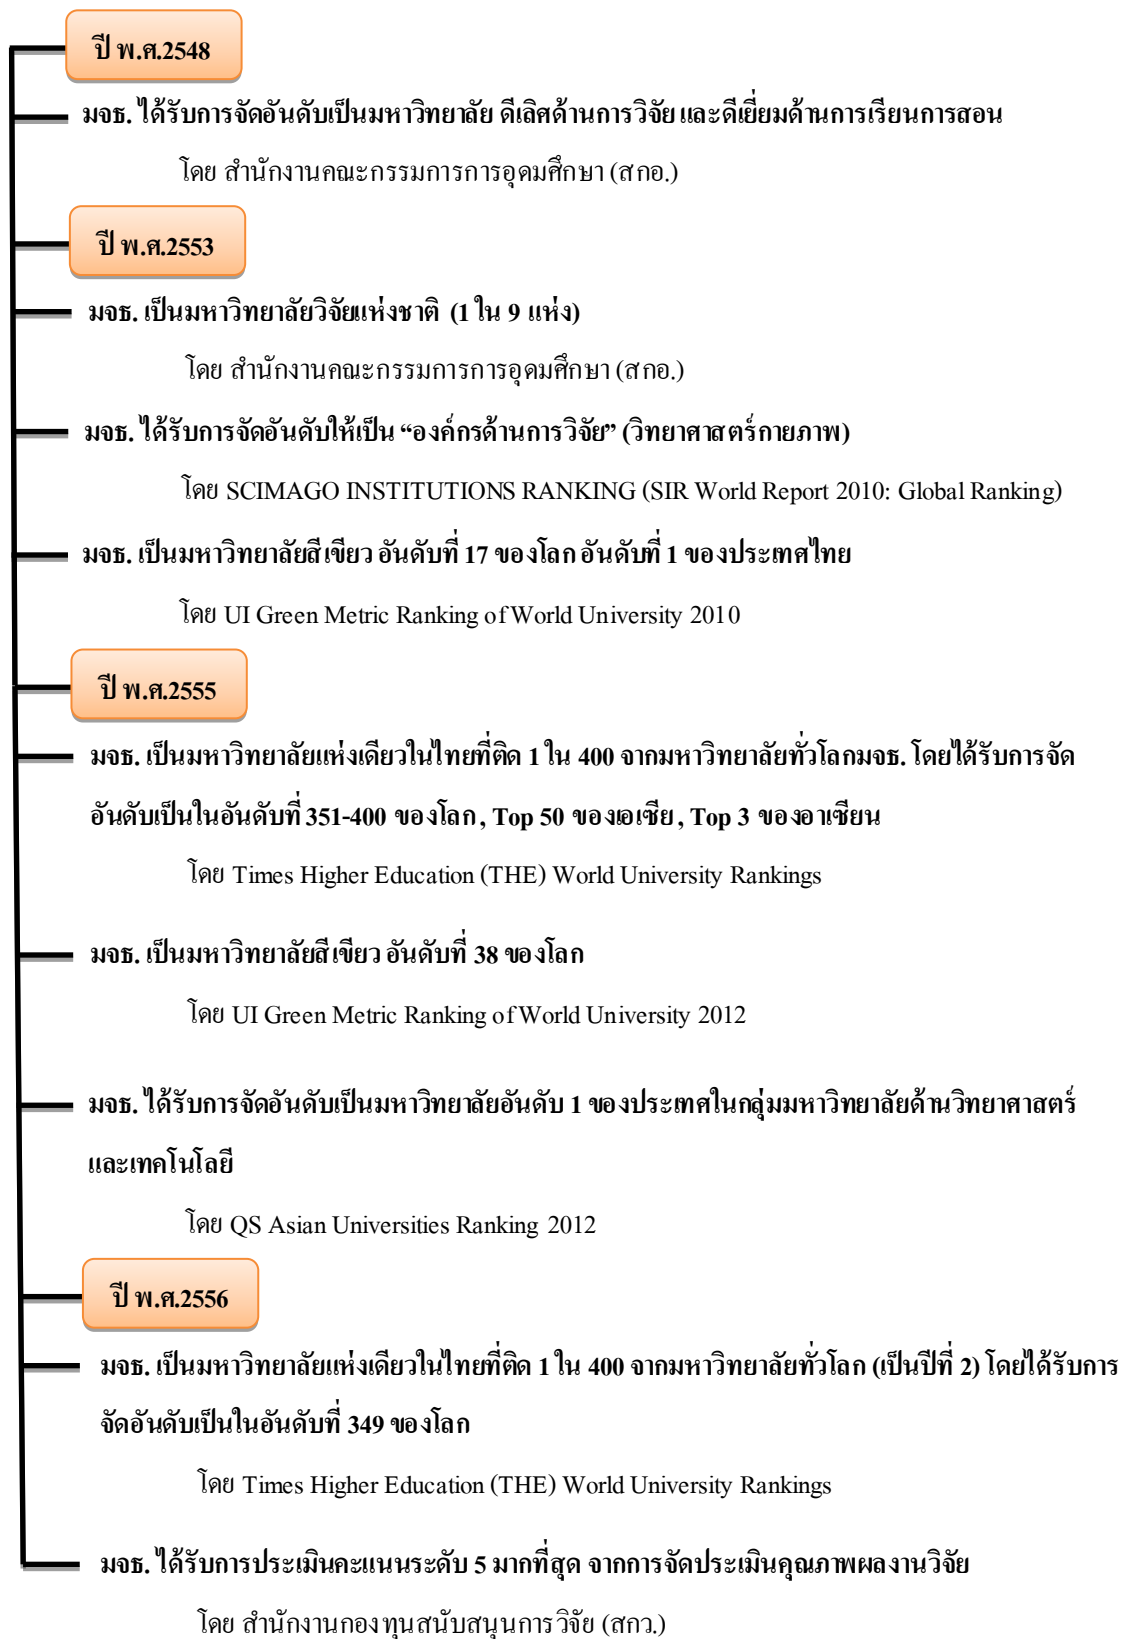 ปี พ.ศ.2548
มจธ. ได้รับการจัดอันดับเป็นมหาวิทยาลัย ดีเลิศด้านการวิจัย และดีเยี่ยมด้านการเรียนการสอน
โดย สำนักงานคณะกรรมการการอุดมศึกษา (สกอ.)
ปี พ.ศ.2553
มจธ. เป็นมหาวิทยาลัยวิจัยแห่งชาติ (1 ใน 9 แห่ง)
โดย สำนักงานคณะกรรมการการอุดมศึกษา (สกอ.)
มจธ. ได้รับการจัดอันดับให้เป็น “องค์กรด้านการวิจัย” (วิทยาศาสตร์กายภาพ)
โดย SCIMAGO INSTITUTIONS RANKING (SIR World Report 2010: Global Ranking)
มจธ. เป็นมหาวิทยาลัยสีเขียว อันดับที่ 17 ของโลก อันดับที่ 1 ของประเทศไทย
โดย UI Green Metric Ranking of World University 2010
ปี พ.ศ.2555
มจธ. เป็นมหาวิทยาลัยแห่งเดียวในไทยที่ติด 1 ใน 400 จากมหาวิทยาลัยทั่วโลกมจธ. โดยได้รับการจัด
อันดับเป็นในอันดับที่ 351-400 ของโลก , Top 50 ของเอเชีย , Top 3 ของอาเซียน
โดย Times Higher Education (THE) World University Rankings
มจธ. เป็นมหาวิทยาลัยสีเขียว อันดับที่ 38 ของโลก
โดย UI Green Metric Ranking of World University 2012
มจธ. ได้รับการจัดอันดับเป็นมหาวิทยาลัยอันดับ 1 ของประเทศในกลุ่มมหาวิทยาลัยด้านวิทยาศาสตร์
และเทคโนโลยี
โดย QS Asian Universities Ranking 2012
ปี พ.ศ.2556
มจธ. เป็นมหาวิทยาลัยแห่งเดียวในไทยที่ติด 1 ใน 400 จากมหาวิทยาลัยทั่วโลก (เป็นปีที่ 2) โดยได้รับการ
จัดอันดับเป็นในอันดับที่ 349 ของโลก
โดย Times Higher Education (THE) World University Rankings
มจธ. ได้รับการประเมินคะแนนระดับ 5 มากที่สุด จากการจัดประเมินคุณภาพผลงานวิจัย
โดย สำนักงานกองทุนสนับสนุนการวิจัย (สกว.)